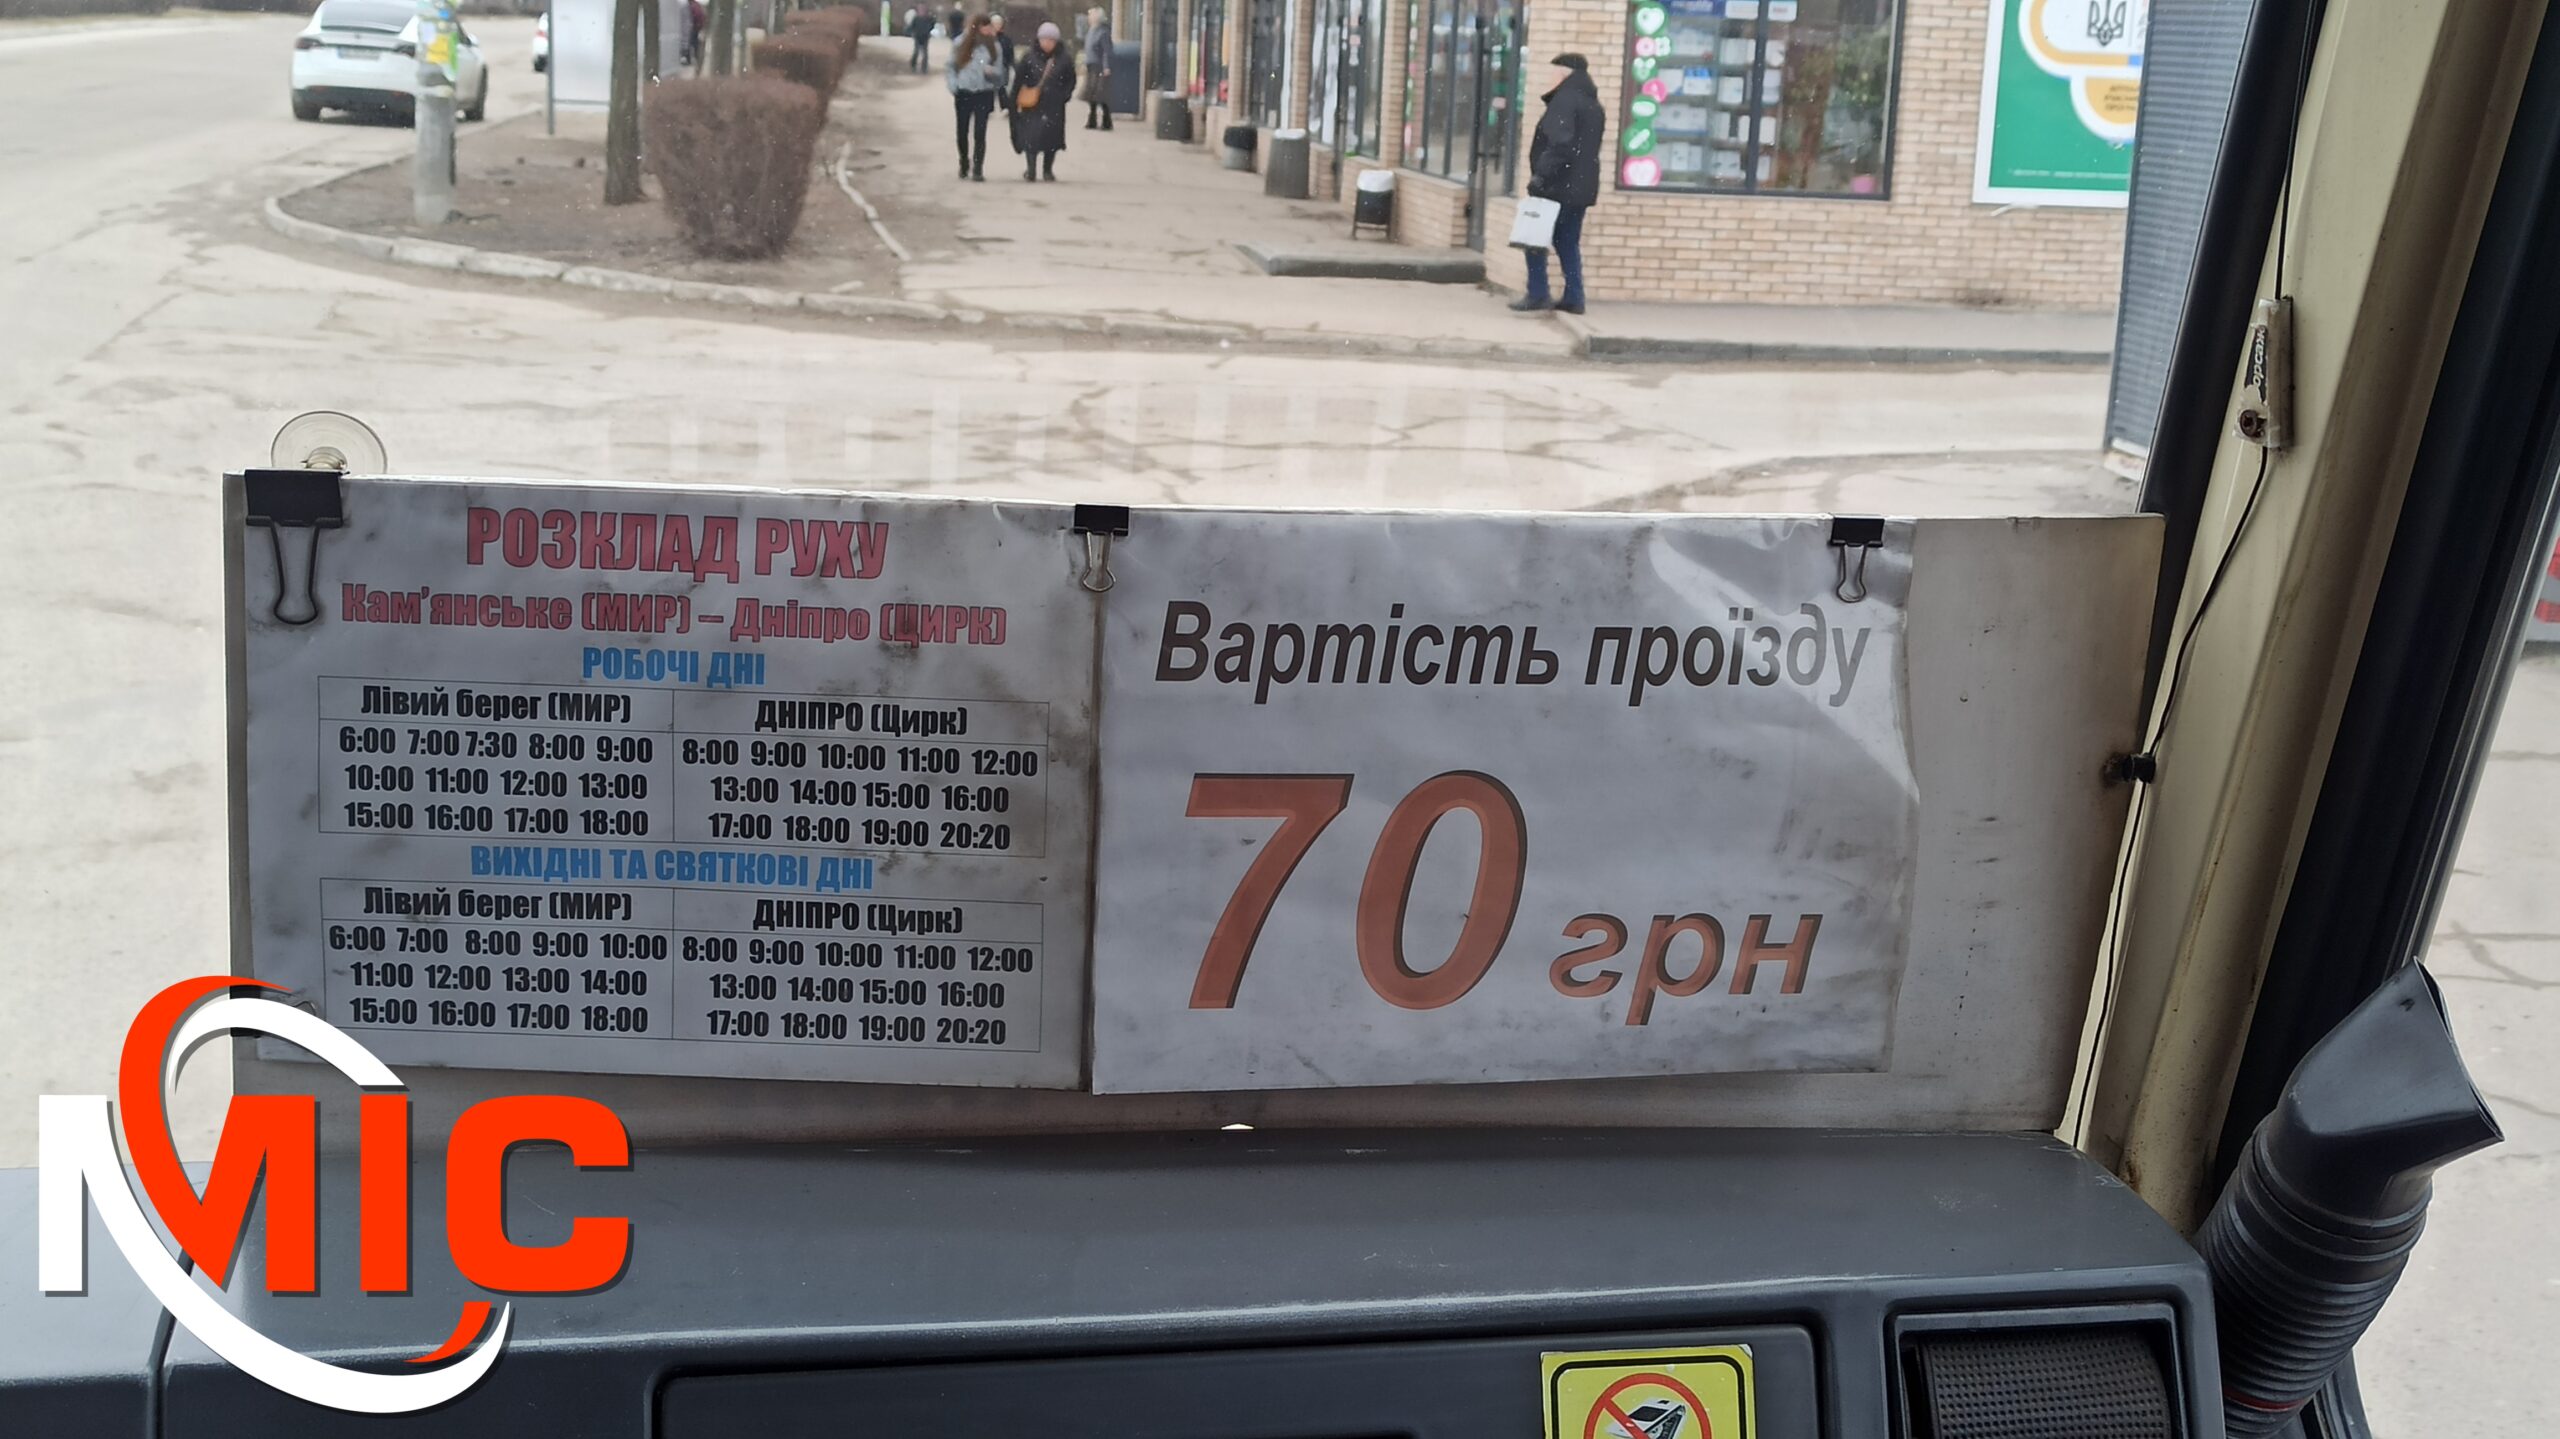 РОЗКЛАД РУХУ
Кам'янське (МИР) – Дніпро (ЦИРК)
РОБОЧІ ДНІ
Лівий берег (МИР) ДНІПРО (Цирк)
6:00 7:00 7:30 8:00 9:00 8:00 9:00 10:00 11:00 12:00
10:00 11:00 12:00 13:00 13:00 14:00 15:00 16:00
15:00 16:00 17:00 18:00 17:00 18:00 19:00 20:20
ВИХІДНІ ТА СВЯТКОВІ ДНІ
Лівий берег (МИР) ДНІПРО (Цирк)
6:00 7:00 8:00 9:00 10:00 8:00 9:00 10:00 11:00 12:00
11:00 12:00 13:00 14:00 13:00 14:00 15:00 16:00
15:00 16:00 17:00 18:00 17:00 18:00 19:00 20:20
Вартість проїзду
70 грн
МІС